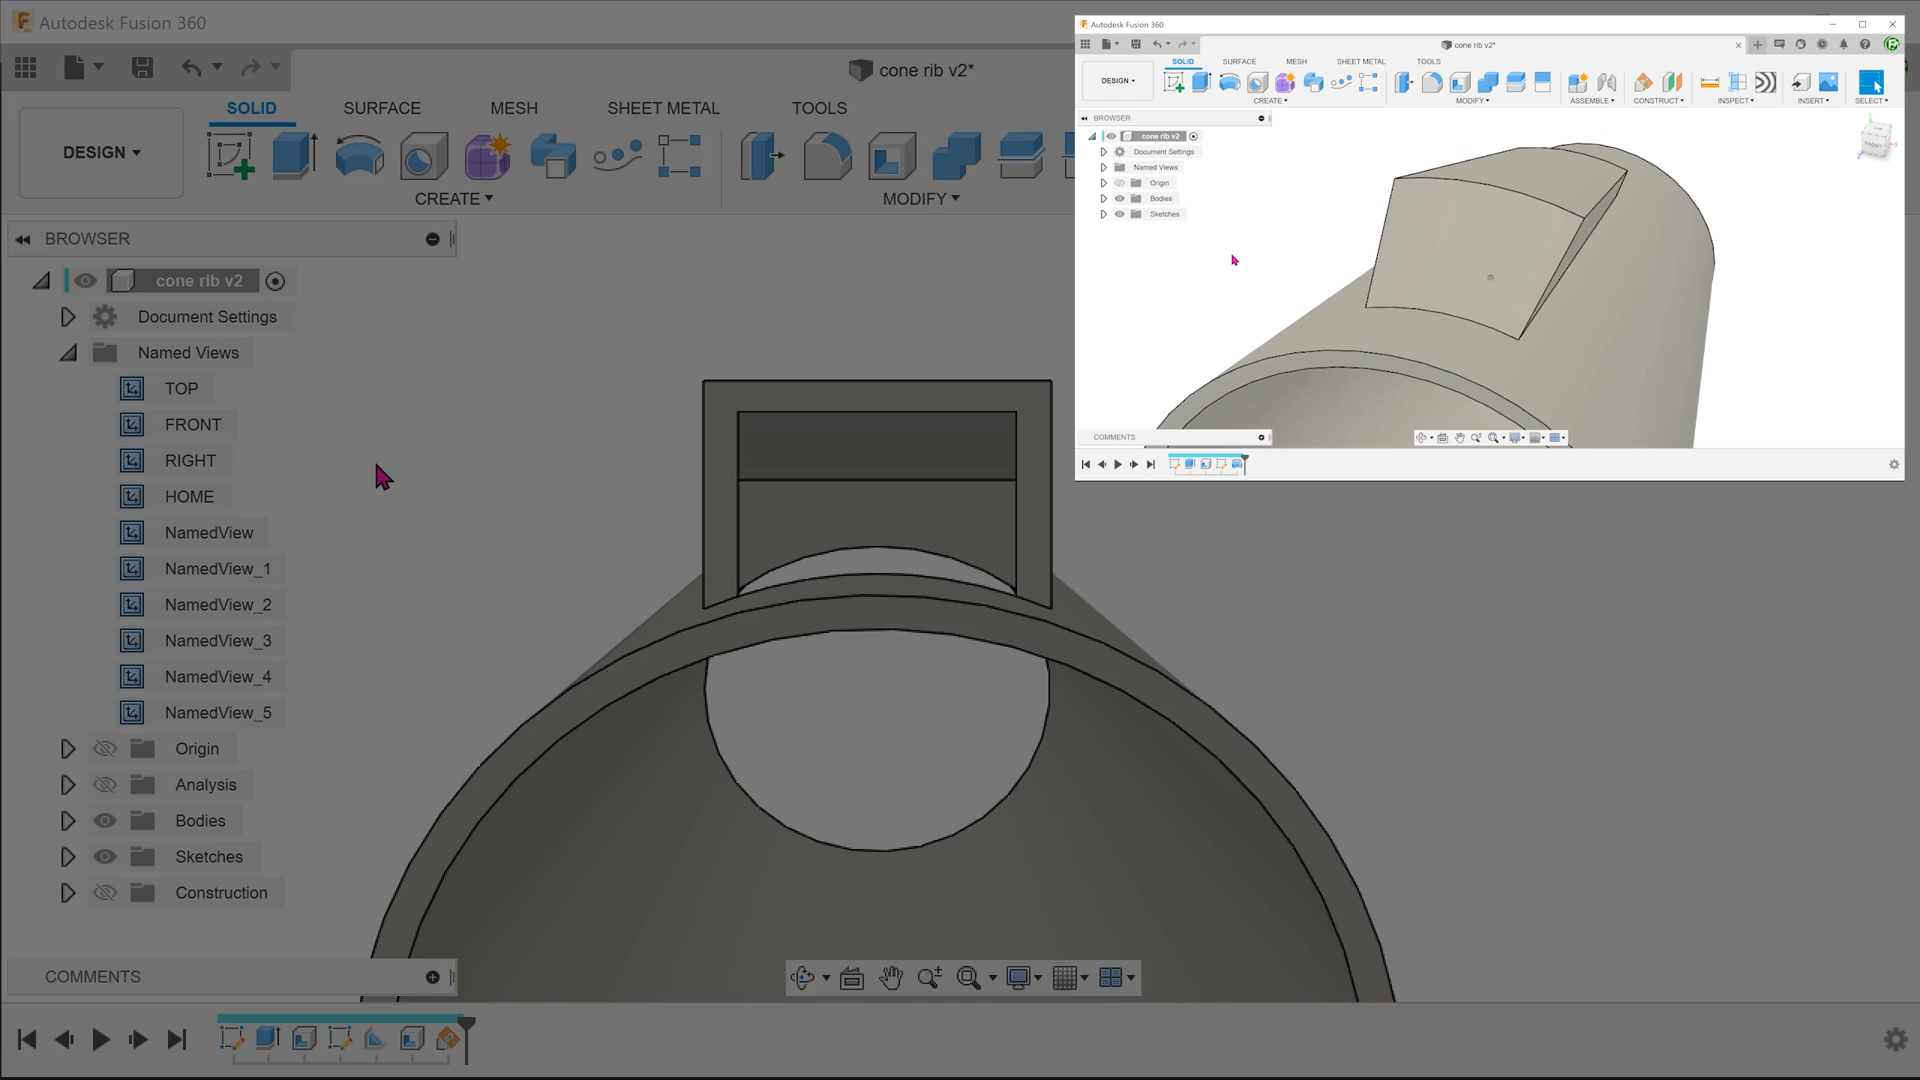 Autodesk Fusion 360
cone rib v2*
SOLID SURFACE MESH SHEET METAL TOOLS
DESIGN
CREATE MODIFY
BROWSER
cone rib v2
Document Settings
Named Views
TOP
FRONT
RIGHT
HOME
NamedView
NamedView_1
NamedView_2
NamedView_3
NamedView_4
NamedView_5
Origin
Analysis
Bodies
Sketches
Construction
COMMENTS
Autodesk Fusion 360
cone rib v2*
SOLID SURFACE MESH SHEET METAL TOOLS
DESIGN
CREATE MODIFY ASSEMBLE CONSTRUCT INSPECT INSERT SELECT
BROWSER
cone rib v2
Document Settings
Named Views
Origin
Bodies
Sketches
FRONT
COMMENTS